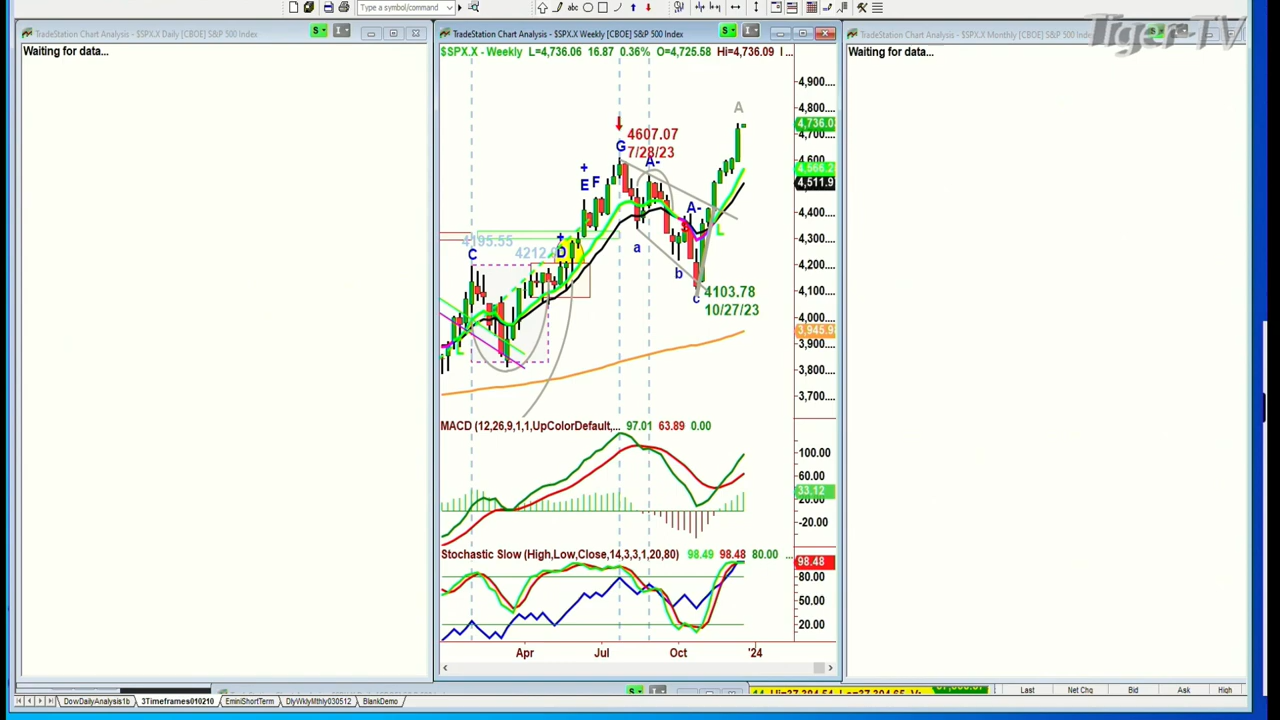 Type a symbol/command
Tiger-TV
TradeStation Chart Analysis - $SPX.X Daily [CBOE] S&P 500 Index
Waiting for data...
TradeStation Chart Analysis - $SPX.X Weekly [CBOE] S&P 500 Index
$SPX.X - Weekly L=4,736.06 16.87 0.36% O=4,725.58 Hi=4,736.09
TradeStation Chart Analysis - $SPX.X Monthly [CBOE] S&P 500
Waiting for data...
4,900....
4,800....
4,700....
4,600....
4,511.9
4,400....
4,300....
4,200....
4,100....
4,000....
3,945.9
3,900....
3,800....
3,700....
A
4607.07
7/28/23
G
A-
+
E F
A-
S
L
4195.55
C
4212.
+
D
a
b
c
4103.78
10/27/23
L
MACD (12,26,9,1,1,UpColorDefault,... 97.01 63.89 0.00
100.00
60.00
33.12
20.00
-20.00
Stochastic Slow (High,Low,Close,14,3,3,1,20,80) 98.49 98.48 80.00 ...
98.48
80.00
50.00
20.00
Apr Jul Oct '24
Last Net Chg Bid Ask High
DowDailyAnalysis1b 3Timeframes010210 EminiShortTerm DlyWklyMthly030512 BlankDemo